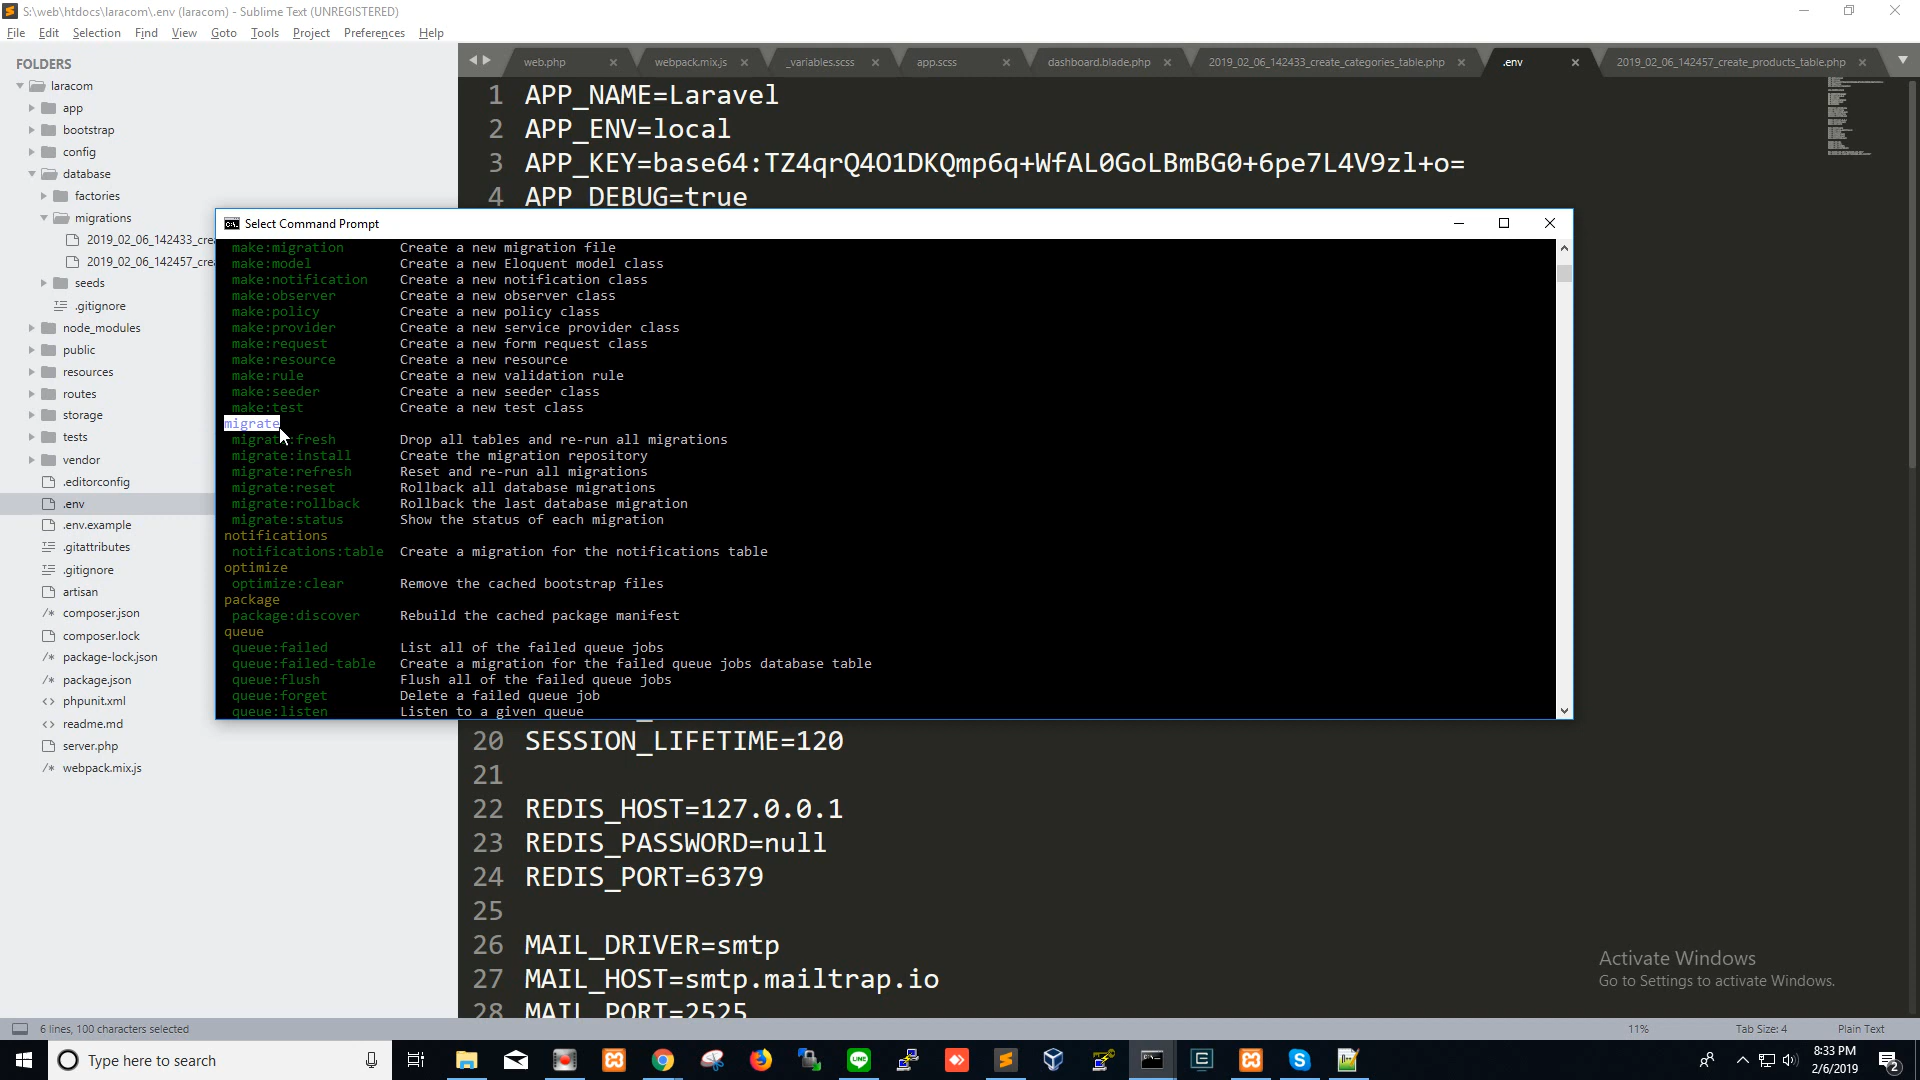 S:\web\htdocs\laracom\.env (laracom) - Sublime Text (UNREGISTERED)
File Edit Selection Find View Goto Tools Project Preferences Help
FOLDERS
laracom
app
bootstrap
config
database
factories
migrations
2019_02_06_142433_cre
2019_02_06_142457_cre
seeds
.gitignore
node_modules
public
resources
routes
storage
tests
vendor
.editorconfig
.env
.env.example
.gitattributes
.gitignore
artisan
composer.json
composer.lock
package-lock.json
package.json
phpunit.xml
readme.md
server.php
webpack.mix.js
web.php webpack.mix.js _variables.scss app.scss dashboard.blade.php 2019_02_06_142433_create_categories_table.php .env 2019_02_06_142457_create_products_table.php
1 APP_NAME=Laravel
2 APP_ENV=local
3 APP_KEY=base64:TZ4qrQ4O1DKQmp6q+WfAL0GoLBmBG0+6pe7L4V9zl+o=
4 APP_DEBUG=true
Select Command Prompt
make:migration Create a new migration file
make:model Create a new Eloquent model class
make:notification Create a new notification class
make:observer Create a new observer class
make:policy Create a new policy class
make:provider Create a new service provider class
make:request Create a new form request class
make:resource Create a new resource
make:rule Create a new validation rule
make:seeder Create a new seeder class
make:test Create a new test class
migrate
migrate:fresh Drop all tables and re-run all migrations
migrate:install Create the migration repository
migrate:refresh Reset and re-run all migrations
migrate:reset Rollback all database migrations
migrate:rollback Rollback the last database migration
migrate:status Show the status of each migration
notifications
notifications:table Create a migration for the notifications table
optimize
optimize:clear Remove the cached bootstrap files
package
package:discover Rebuild the cached package manifest
queue
queue:failed List all of the failed queue jobs
queue:failed-table Create a migration for the failed queue jobs database table
queue:flush Flush all of the failed queue jobs
queue:forget Delete a failed queue job
queue:listen Listen to a given queue
20 SESSION_LIFETIME=120
21
22 REDIS_HOST=127.0.0.1
23 REDIS_PASSWORD=null
24 REDIS_PORT=6379
25
26 MAIL_DRIVER=smtp
27 MAIL_HOST=smtp.mailtrap.io
28 MAIL_PORT=2525
Activate Windows
Go to Settings to activate Windows.
6 lines, 100 characters selected 11% Tab Size: 4 Plain Text
Type here to search
8:33 PM
2/6/2019
2